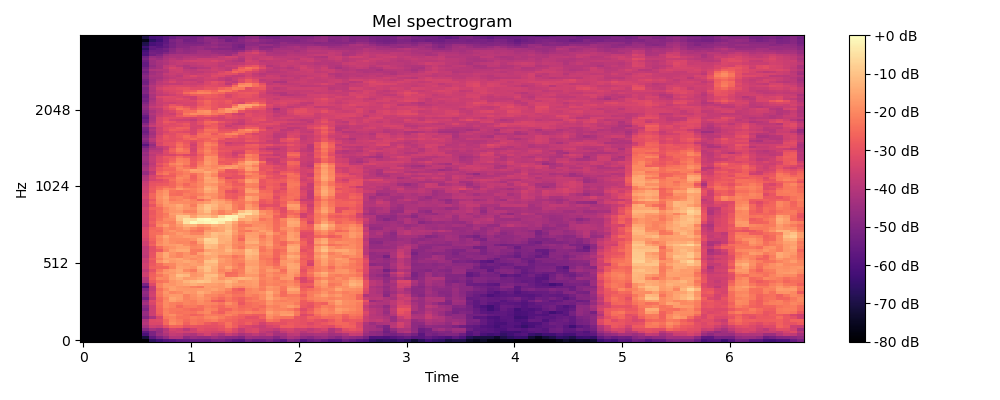 Mel spectrogram
+0 dB
-10 dB
-20 dB
-30 dB
-40 dB
-50 dB
-60 dB
-70 dB
-80 dB
Hz
2048
1024
512
0
0 1 2 3 4 5 6
Time